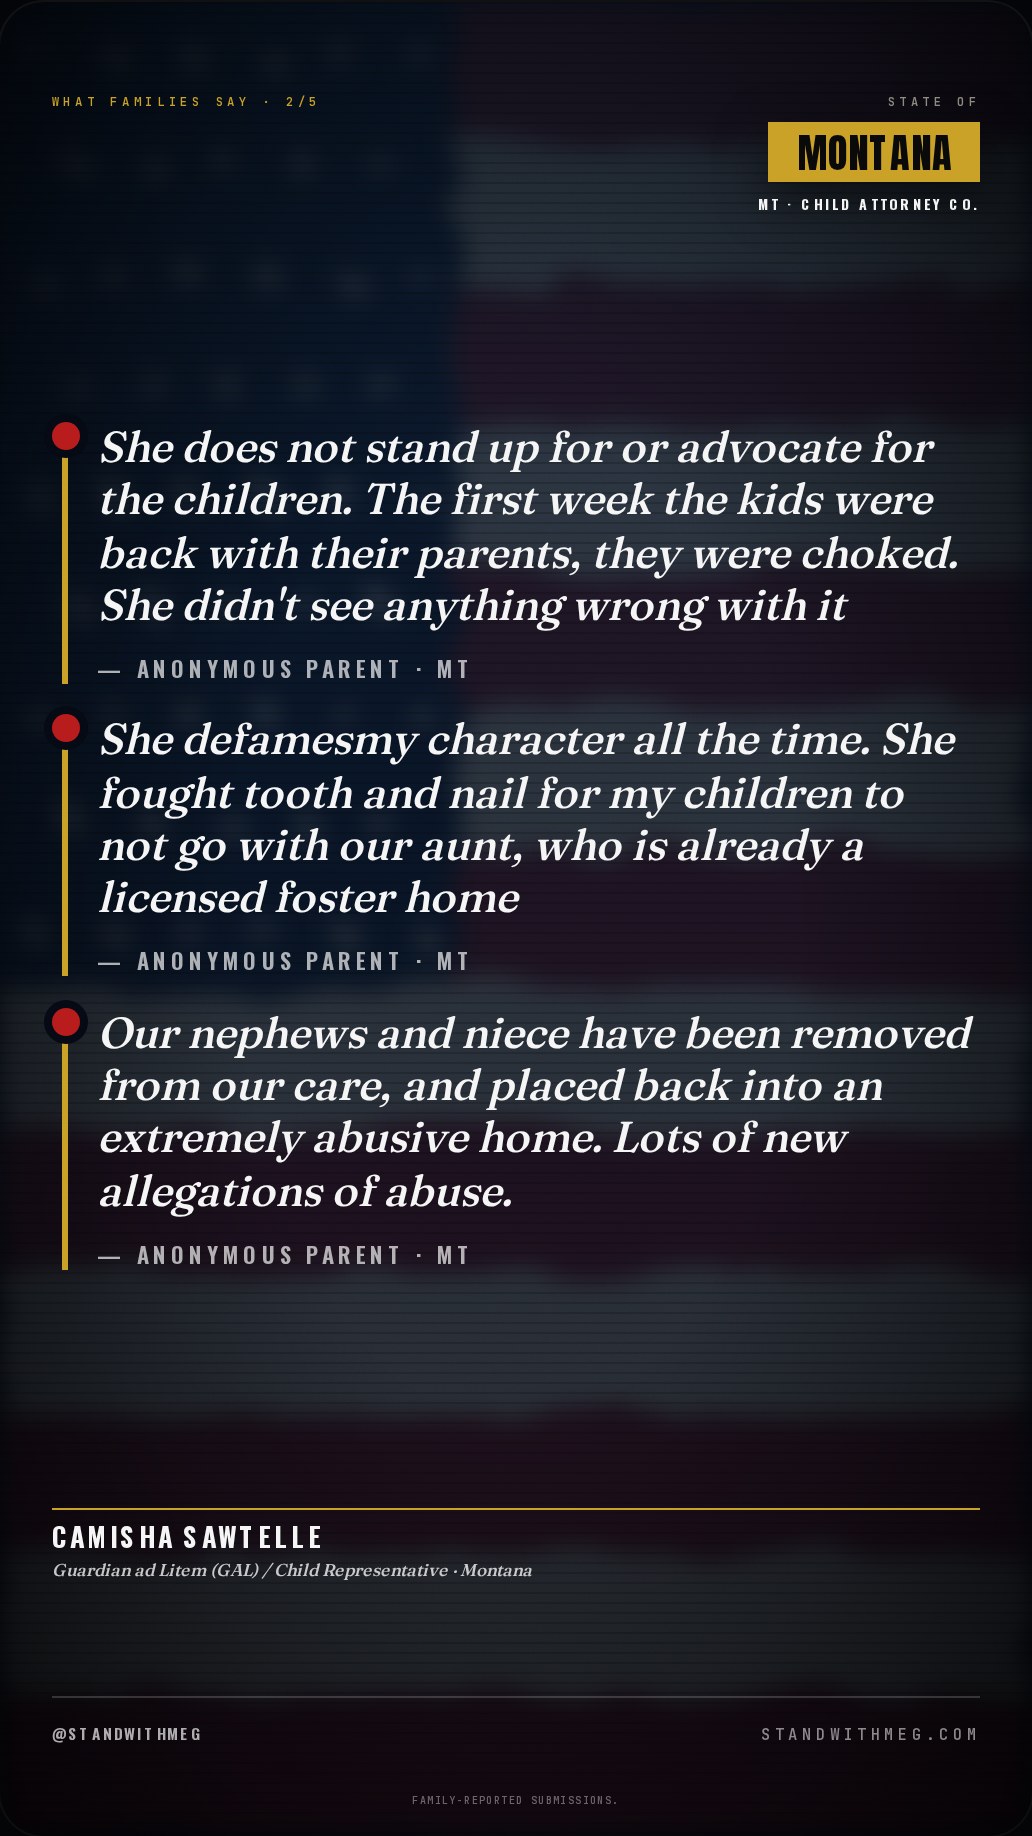 WHAT FAMILIES SAY · 2/5
STATE OF
MONTANA
MT · CHILD ATTORNEY CO.
She does not stand up for or advocate for
the children. The first week the kids were
back with their parents, they were choked.
She didn't see anything wrong with it
— ANONYMOUS PARENT · MT
She defamesmy character all the time. She
fought tooth and nail for my children to
not go with our aunt, who is already a
licensed foster home
— ANONYMOUS PARENT · MT
Our nephews and niece have been removed
from our care, and placed back into an
extremely abusive home. Lots of new
allegations of abuse.
— ANONYMOUS PARENT · MT
CAMISHA SAWTELLE
Guardian ad Litem (GAL) / Child Representative · Montana
@STANDWITHMEG
STANDWITHMEG.COM
FAMILY-REPORTED SUBMISSIONS.